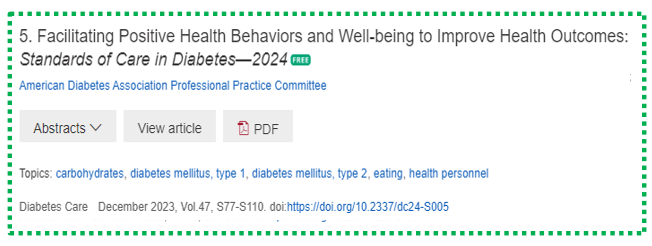 5. Facilitating Positive Health Behaviors and Well-being to Improve Health Outcomes:
Standards of Care in Diabetes—2024 FREE
American Diabetes Association Professional Practice Committee
Abstracts View article PDF
Topics: carbohydrates, diabetes mellitus, type 1, diabetes mellitus, type 2, eating, health personnel
Diabetes Care December 2023, Vol.47, S77-S110. doi:https://doi.org/10.2337/dc24-S005